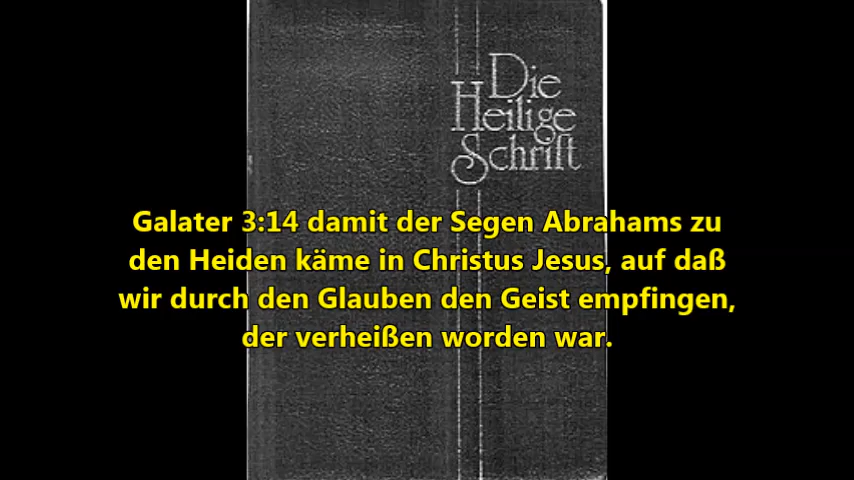 Die
Heilige
Schrift
Galater 3:14 damit der Segen Abrahams zu
den Heiden käme in Christus Jesus, auf daß
wir durch den Glauben den Geist empfingen,
der verheißen worden war.